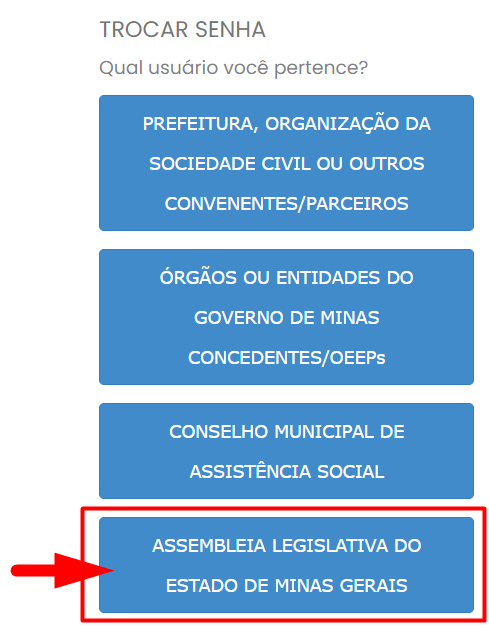 TROCAR SENHA
Qual usuário você pertence?
PREFEITURA, ORGANIZAÇÃO DA
SOCIEDADE CIVIL OU OUTROS
CONVENENTES/PARCEIROS
ÓRGÃOS OU ENTIDADES DO
GOVERNO DE MINAS
CONCEDENTES/OEEPs
CONSELHO MUNICIPAL DE
ASSISTÊNCIA SOCIAL
ASSEMBLEIA LEGISLATIVA DO
ESTADO DE MINAS GERAIS